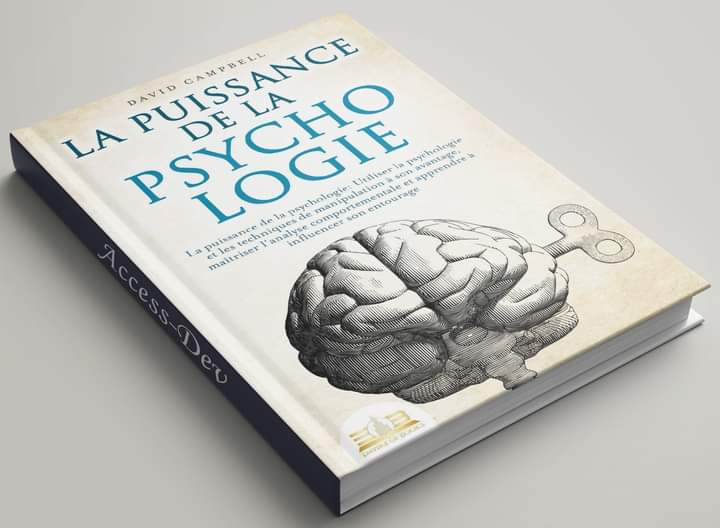 DAVID CAMPBELL
LA PUISSANCE
DE LA
PSYCHO
LOGIE
La puissance de la psychologie: Utiliser la psychologie
et les techniques de manipulation à son avantage,
maîtriser l'analyse comportementale et apprendre à
influencer son entourage
Access-Dev